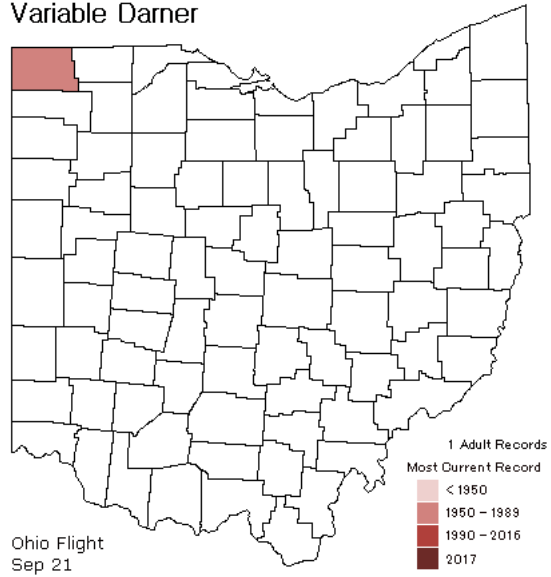 Variable Darner
1 Adult Records
Most Current Record
< 1950
1950 - 1989
1990 - 2016
2017
Ohio Flight
Sep 21